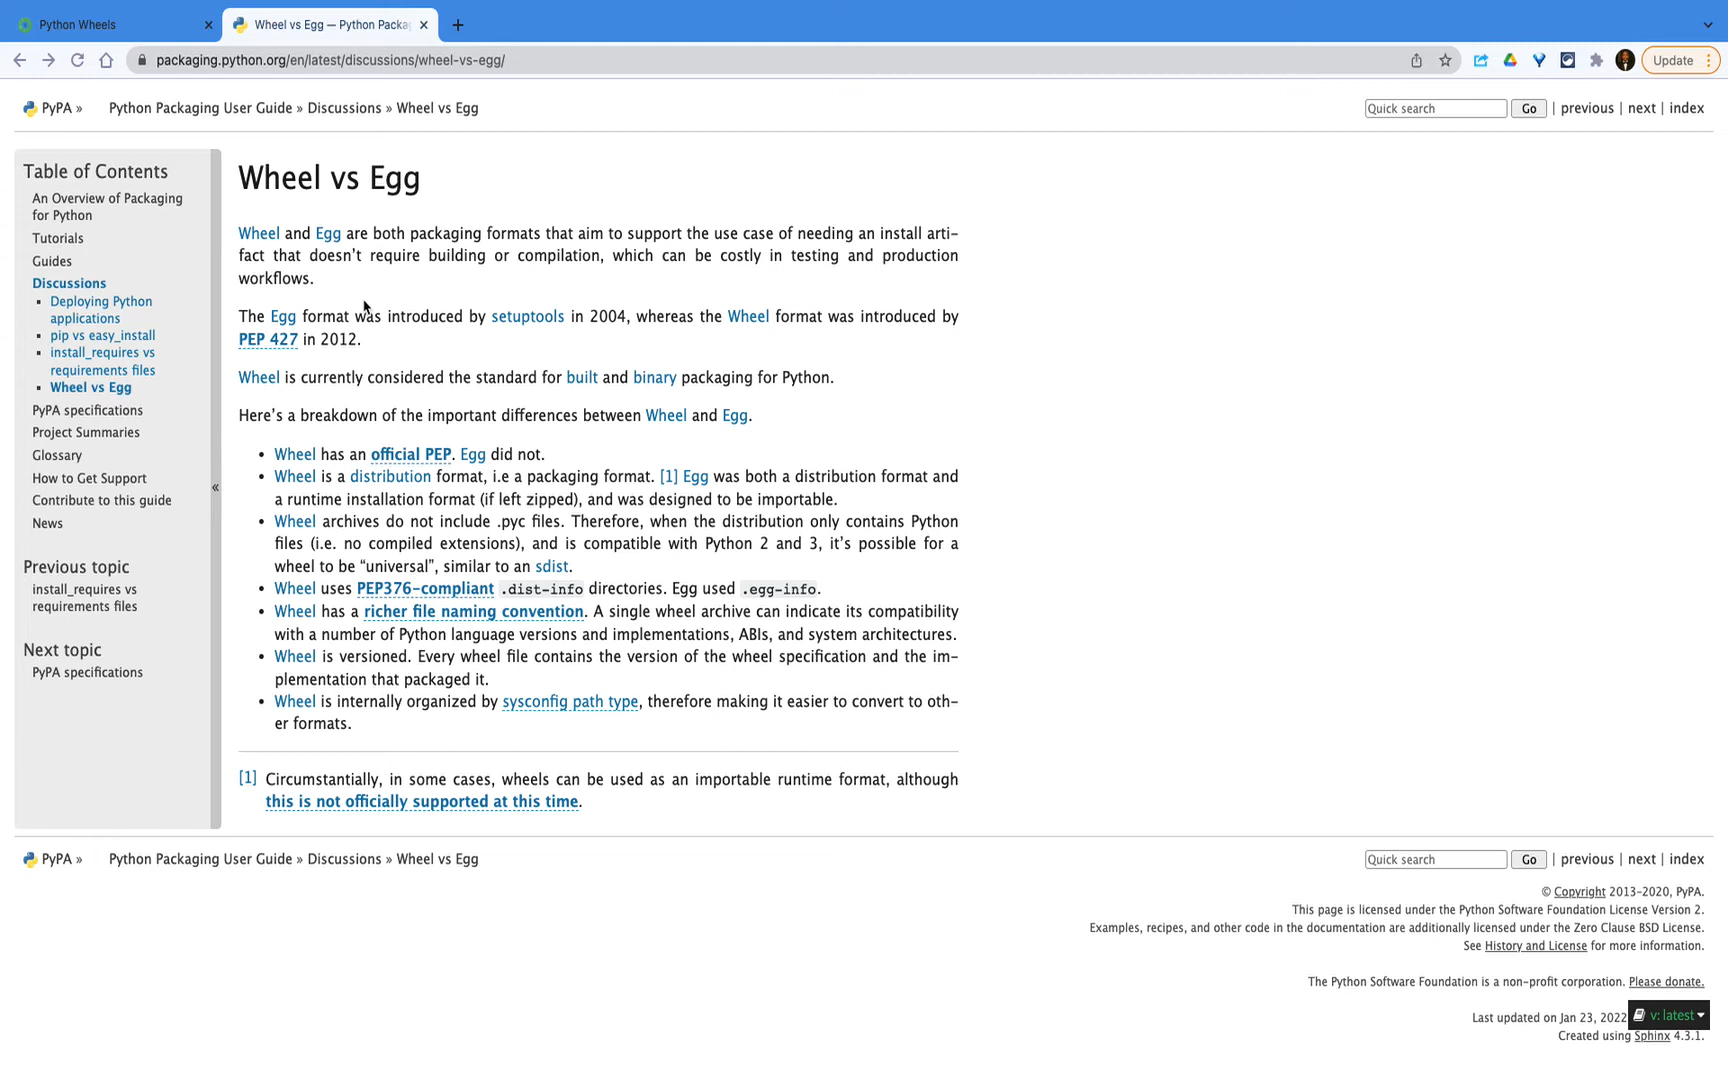 Python Wheels
Wheel vs Egg — Python Packa
packaging.python.org/en/latest/discussions/wheel-vs-egg/
Update
PyPA » Python Packaging User Guide » Discussions » Wheel vs Egg
Quick search Go | previous | next | index
Table of Contents
An Overview of Packaging
for Python
Tutorials
Guides
Discussions
Deploying Python
applications
pip vs easy_install
install_requires vs
requirements files
Wheel vs Egg
PyPA specifications
Project Summaries
Glossary
How to Get Support
Contribute to this guide
News
Previous topic
install_requires vs
requirements files
Next topic
PyPA specifications
«
Wheel vs Egg
Wheel and Egg are both packaging formats that aim to support the use case of needing an install arti-
fact that doesn’t require building or compilation, which can be costly in testing and production
workflows.
The Egg format was introduced by setuptools in 2004, whereas the Wheel format was introduced by
PEP 427 in 2012.
Wheel is currently considered the standard for built and binary packaging for Python.
Here’s a breakdown of the important differences between Wheel and Egg.
• Wheel has an official PEP. Egg did not.
• Wheel is a distribution format, i.e a packaging format. [1] Egg was both a distribution format and
a runtime installation format (if left zipped), and was designed to be importable.
• Wheel archives do not include .pyc files. Therefore, when the distribution only contains Python
files (i.e. no compiled extensions), and is compatible with Python 2 and 3, it’s possible for a
wheel to be “universal”, similar to an sdist.
• Wheel uses PEP376-compliant .dist-info directories. Egg used .egg-info.
• Wheel has a richer file naming convention. A single wheel archive can indicate its compatibility
with a number of Python language versions and implementations, ABIs, and system architectures.
• Wheel is versioned. Every wheel file contains the version of the wheel specification and the im-
plementation that packaged it.
• Wheel is internally organized by sysconfig path type, therefore making it easier to convert to oth-
er formats.
[1] Circumstantially, in some cases, wheels can be used as an importable runtime format, although
this is not officially supported at this time.
PyPA » Python Packaging User Guide » Discussions » Wheel vs Egg
Quick search Go | previous | next | index
© Copyright 2013-2020, PyPA.
This page is licensed under the Python Software Foundation License Version 2.
Examples, recipes, and other code in the documentation are additionally licensed under the Zero Clause BSD License.
See History and License for more information.
The Python Software Foundation is a non-profit corporation. Please donate.
Last updated on Jan 23, 2022
v: latest
Created using Sphinx 4.3.1.